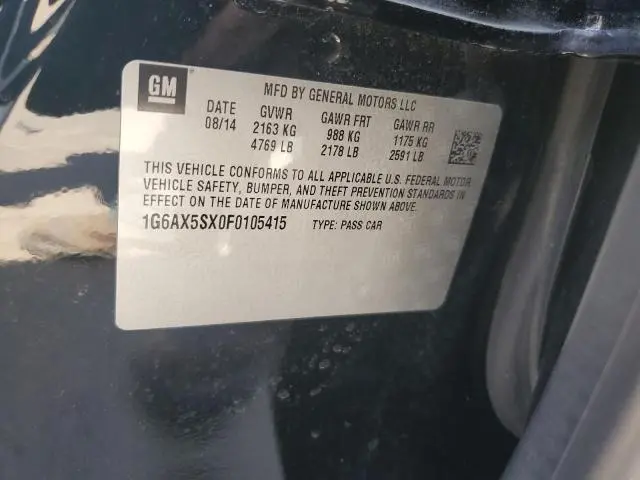 GM
MFD BY GENERAL MOTORS LLC
DATE GVWR GAWR FRT GAWR RR
08/14 2163 KG 988 KG 1175 KG
4769 LB 2178 LB 2591 LB
THIS VEHICLE CONFORMS TO ALL APPLICABLE U.S. FEDERAL MOTOR
VEHICLE SAFETY, BUMPER, AND THEFT PREVENTION STANDARDS IN
EFFECT ON THE DATE OF MANUFACTURE SHOWN ABOVE.
1G6AX5SX0F0105415 TYPE: PASS CAR